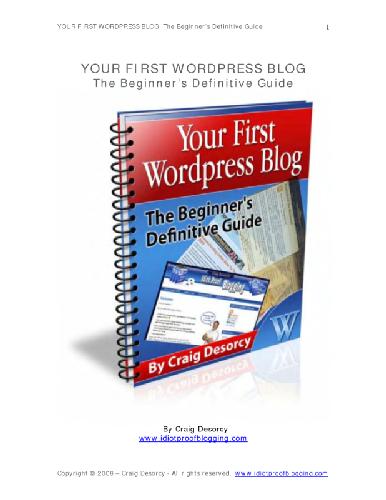 YOUR FIRST WORDPRESS BLOG The Beginner's Definitive Guide 1
YOUR FIRST WORDPRESS BLOG
The Beginner's Definitive Guide
Your First
Wordpress Blog
The Beginner's
Definitive Guide
Blogging
W
By Craig Desorcy
By Craig Desorcy
www.idiotproofblogging.com
Copyright © 2009 – Craig Desorcy - All rights reserved. www.idiotproofblogging.com